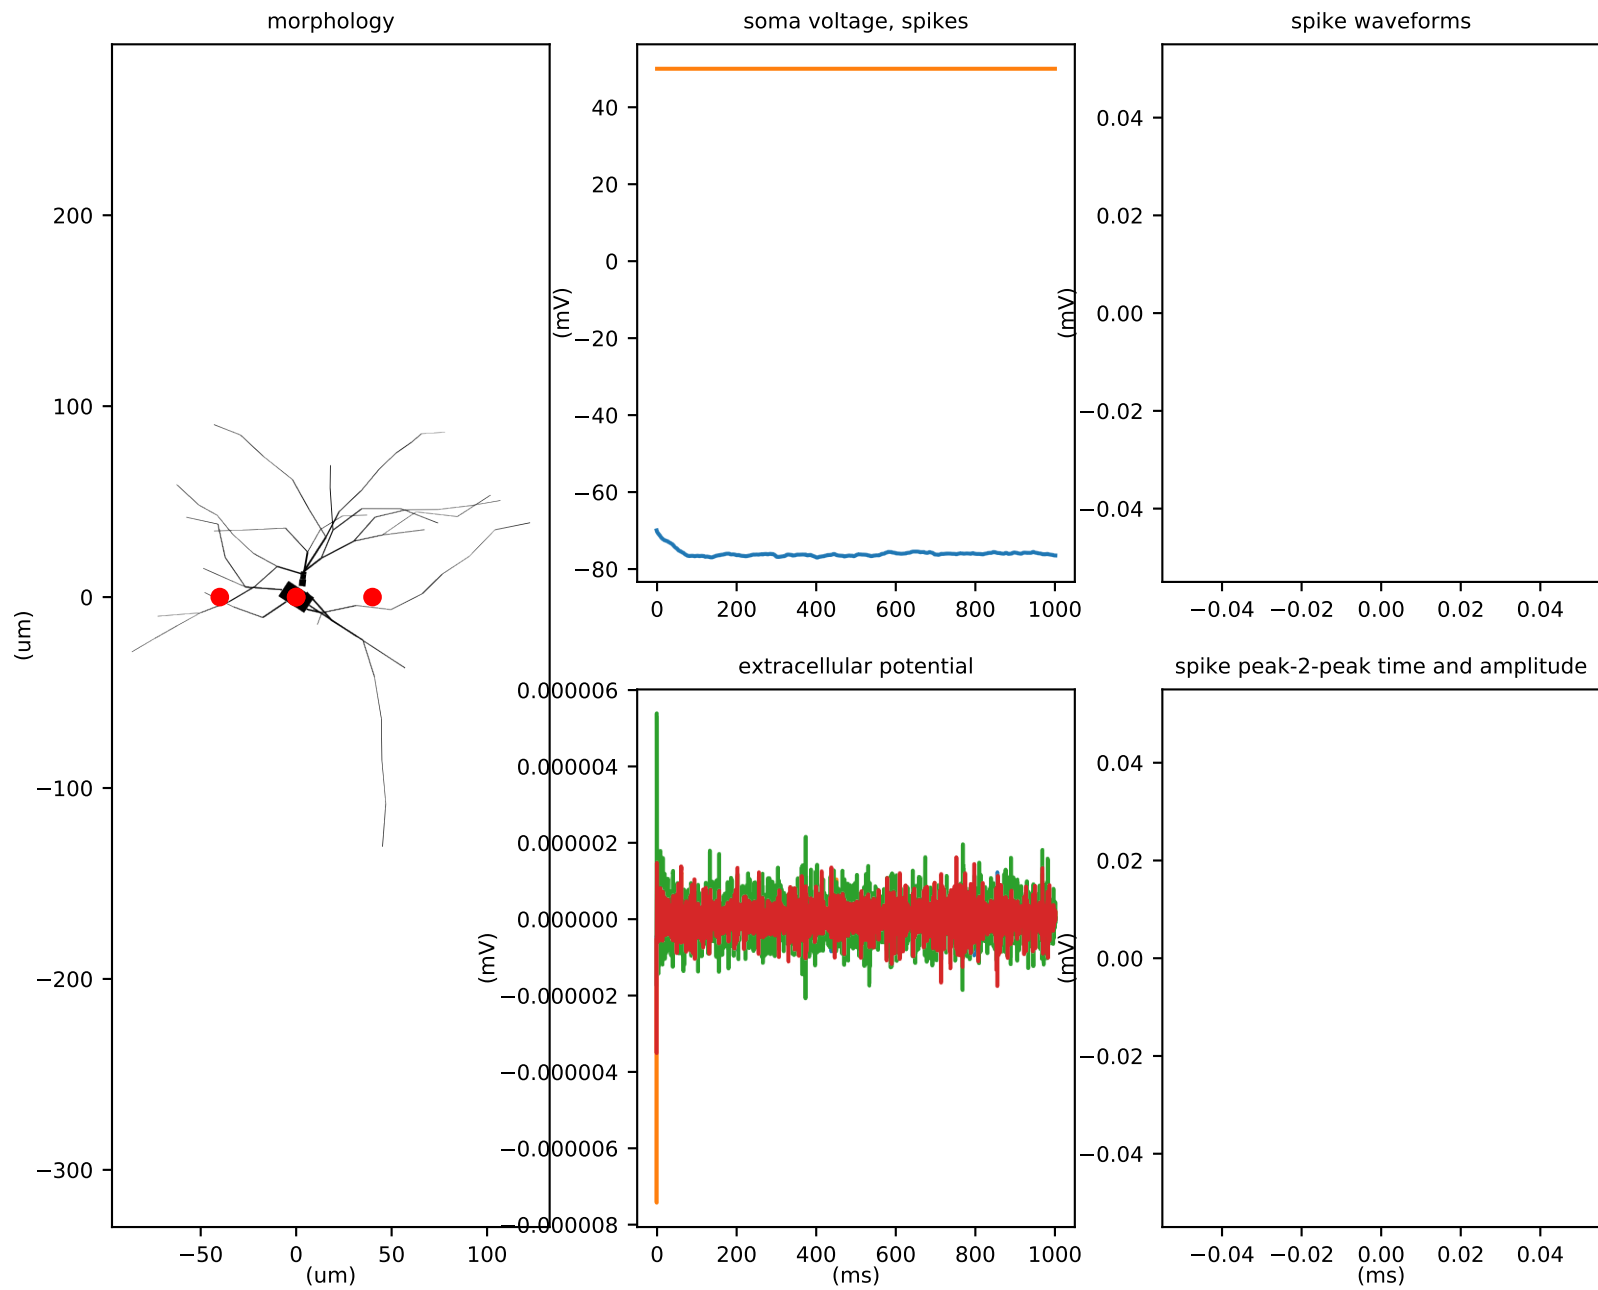 morphology
200
100
0
−100
−200
−300
(um)
−50 0 50 100
(um)
soma voltage, spikes
40
20
0
−20
−40
−60
−80
(mV)
0 200 400 600 800 1000
spike waveforms
0.04
0.02
0.00
−0.02
−0.04
(mV)
−0.04 −0.02 0.00 0.02 0.04
extracellular potential
0.000006
0.000004
0.000002
0.000000
−0.000002
−0.000004
−0.000006
−0.000008
(mV)
0 200 400 600 800 1000
(ms)
spike peak-2-peak time and amplitude
0.04
0.02
0.00
−0.02
−0.04
(mV)
−0.04 −0.02 0.00 0.02 0.04
(ms)